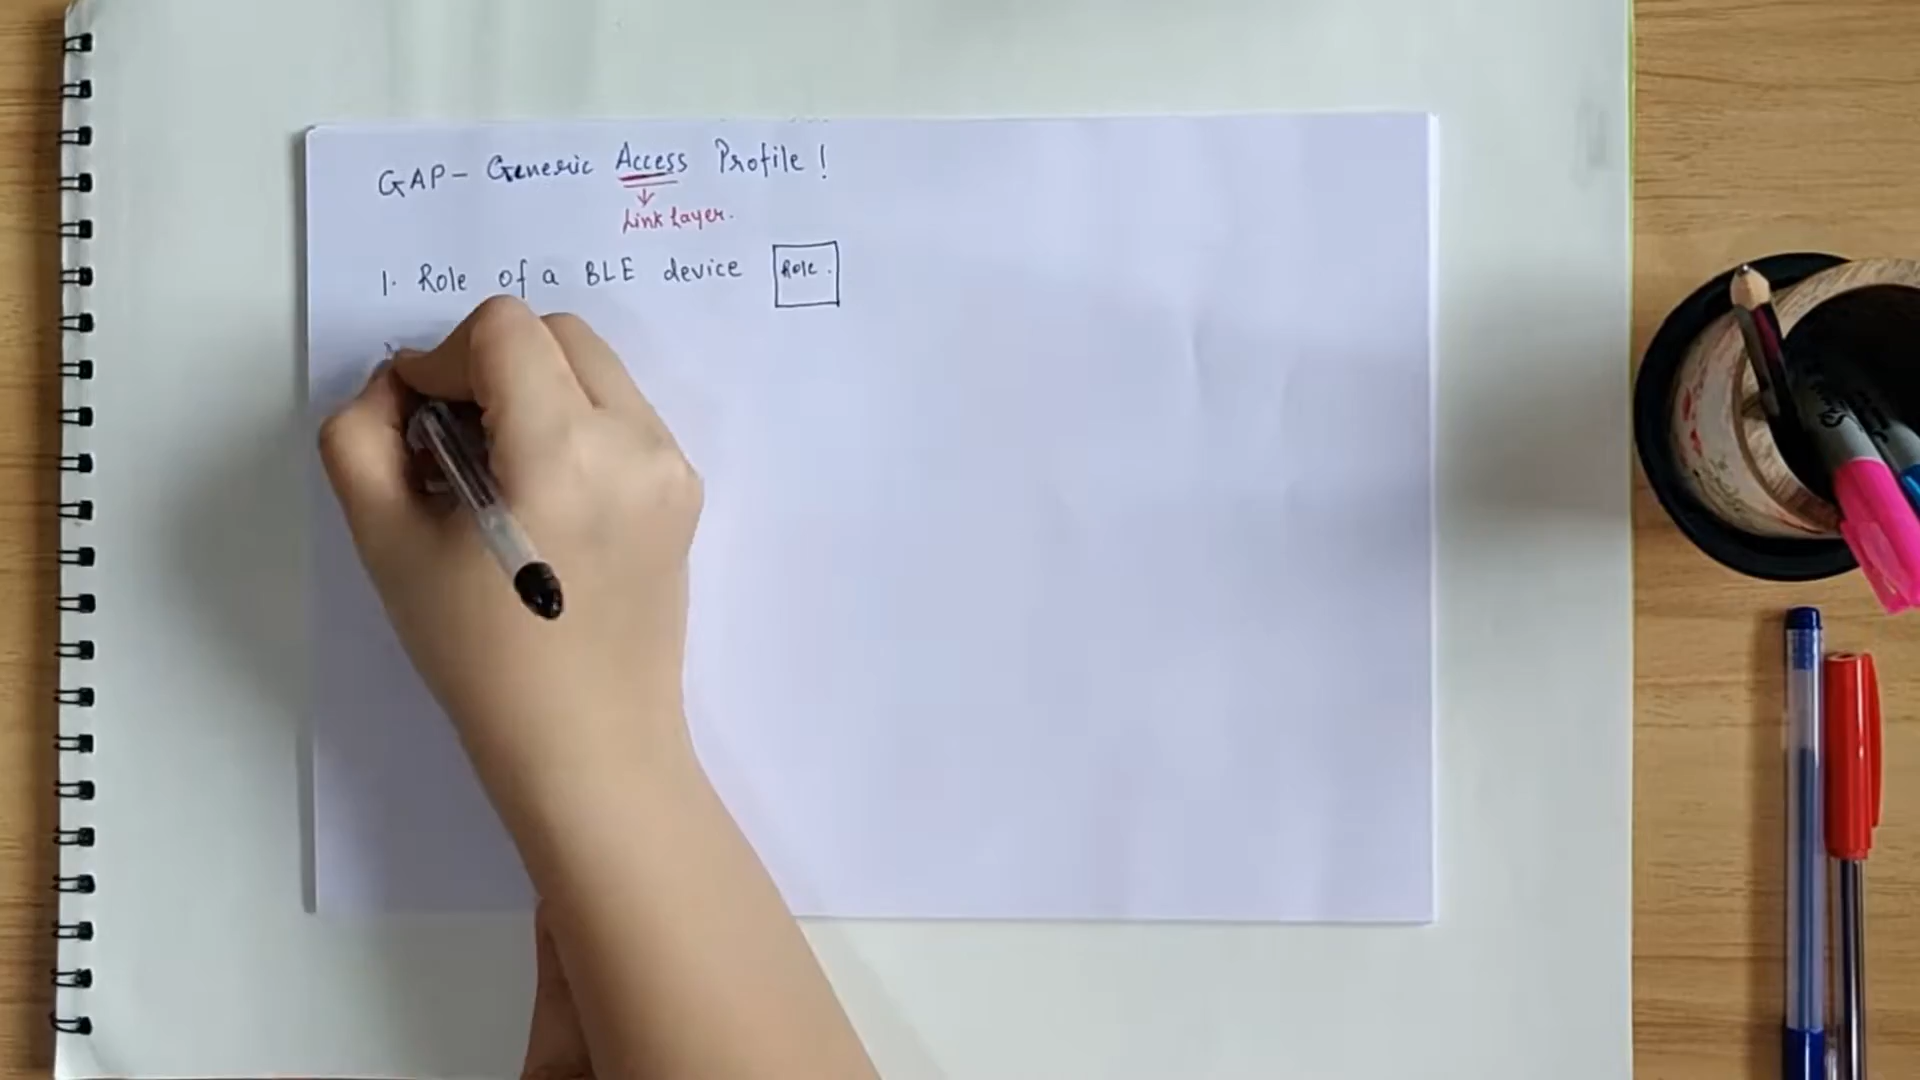 GAP - Generic Access Profile !
Link Layer.
1. Role of a BLE device
Role.